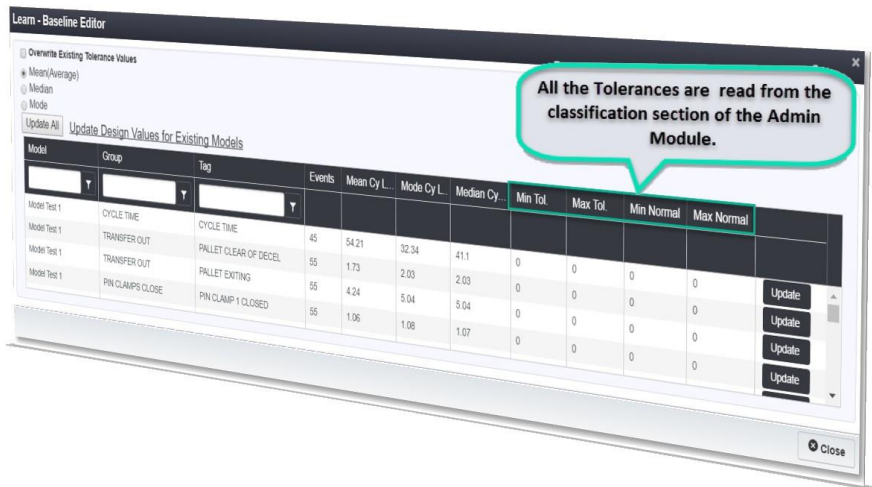 Learn - Baseline Editor
Overwrite Existing Tolerance Values
Mean(Average)
Median
Mode
Update All Update Design Values for Existing Models
All the Tolerances are read from the
classification section of the Admin
Module.
Model Group Tag Events Mean Cy L... Mode Cy L... Median Cy... Min Tol. Max Tol. Min Normal Max Normal
Model Test 1 CYCLE TIME CYCLE TIME 45 54.21 32.34 41.1 0 0 0 0 Update
Model Test 1 TRANSFER OUT PALLET CLEAR OF DECEL 55 1.73 2.03 2.03 0 0 0 0 Update
Model Test 1 TRANSFER OUT PALLET EXITING 55 4.24 5.04 5.04 0 0 0 0 Update
Model Test 1 PIN CLAMPS CLOSE PIN CLAMP 1 CLOSED 55 1.06 1.08 1.07 0 0 0 0 Update
Close